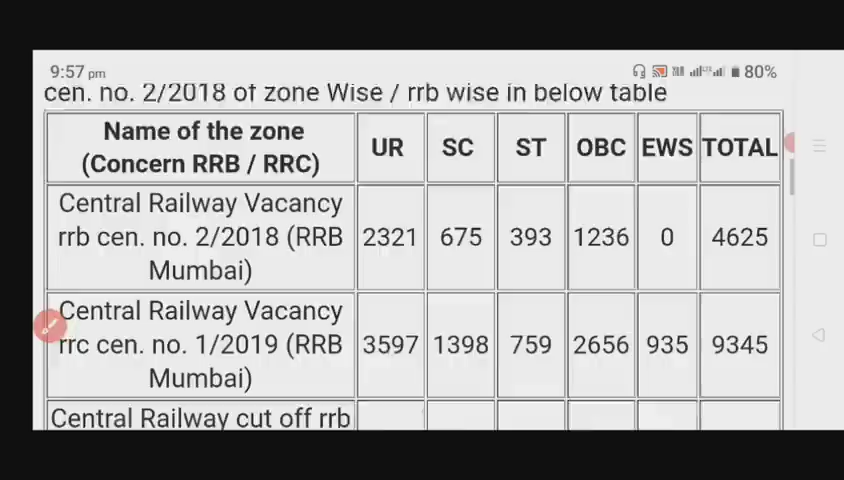 9:57 pm 80%
cen. no. 2/2018 of zone Wise / rrb wise in below table
Name of the zone
(Concern RRB / RRC) UR SC ST OBC EWS TOTAL
Central Railway Vacancy
rrb cen. no. 2/2018 (RRB 2321 675 393 1236 0 4625
Mumbai)
Central Railway Vacancy
rrc cen. no. 1/2019 (RRB 3597 1398 759 2656 935 9345
Mumbai)
Central Railway cut off rrb